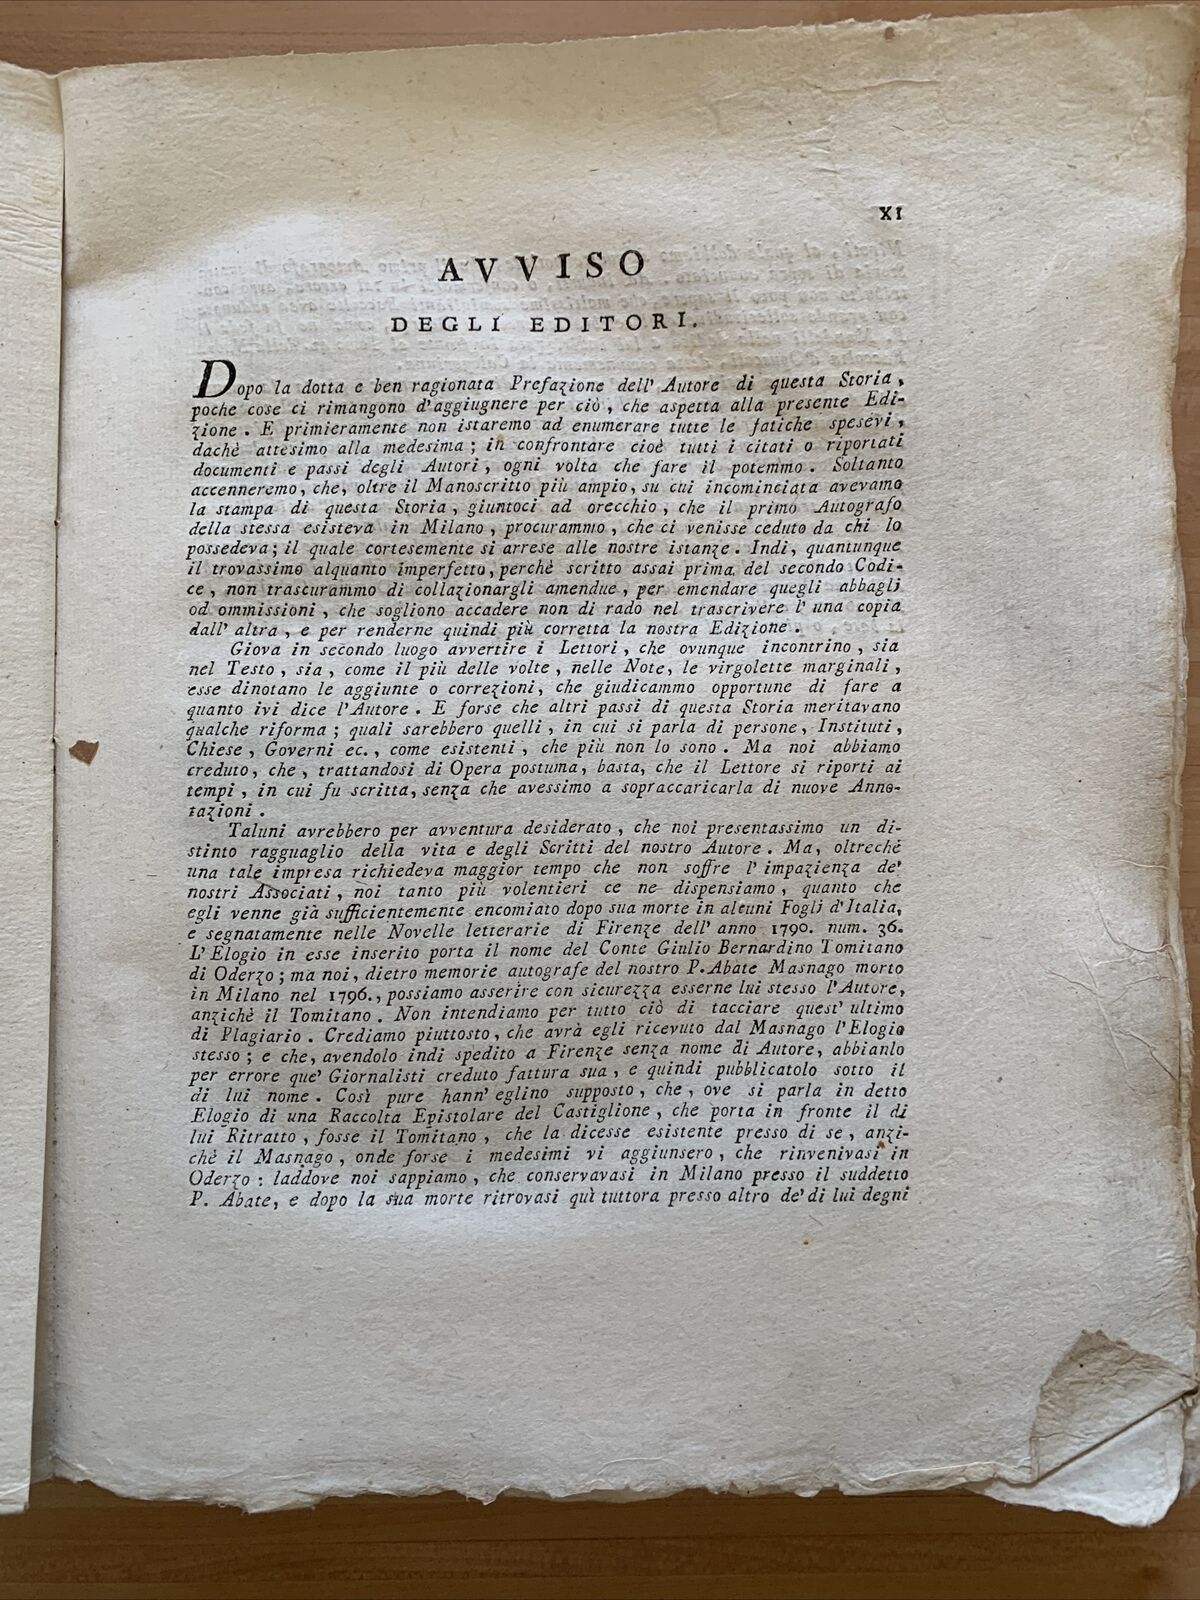 XI
AVVISO
DEGLI EDITORI.
Dopo la dotta e ben ragionata Prefazione dell' Autore di questa Storia,
poche cose ci rimangono d'aggiugnere per ciò, che aspetta alla presente Edi-
zione. E primieramente non istaremo ad enumerare tutte le fatiche spesevi,
dachè attesimo alla medesima; in confrontare cioè tutti i citati o riportati
documenti e passi degli Autori, ogni volta che fare il potemmo. Soltanto
accenneremo, che, oltre il Manoscritto più ampio, su cui incominciata avevamo
la stampa di questa Storia, giuntoci ad orecchio, che il primo Autografo
della stessa esisteva in Milano, procurammo, che ci venisse ceduto da chi lo
possedeva; il quale cortesemente si arrese alle nostre istanze. Indi, quantunque
il trovassimo alquanto imperfetto, perchè scritto assai prima del secondo Codi-
ce, non trascurammo di collazionargli amendue, per emendare quegli abbagli
od ommissioni, che sogliono accadere non di rado nel trascrivere l' una copia
dall' altra, e per renderne quindi più corretta la nostra Edizione.
Giova in secondo luogo avvertire i Lettori, che ovunque incontrino, sia
nel Testo, sia, come il più delle volte, nelle Note, le virgolette marginali,
esse dinotano le aggiunte o correzioni, che giudicammo opportune di fare a
quanto ivi dice l'Autore. E forse che altri passi di questa Storia meritavano
qualche riforma; quali sarebbero quelli, in cui si parla di persone, Instituti,
Chiese, Governi ec., come esistenti, che più non lo sono. Ma noi abbiamo
creduto, che, trattandosi di Opera postuma, basta, che il Lettore si riporti ai
tempi, in cui fu scritta, senza che avessimo a sopraccaricarla di nuove Anno-
tazioni.
Taluni avrebbero per avventura desiderato, che noi presentassimo un di-
stinto ragguaglio della vita e degli Scritti del nostro Autore. Ma, oltrechè
una tale impresa richiedeva maggior tempo che non soffre l' impazienza de'
nostri Associati, noi tanto più volentieri ce ne dispensiamo, quanto che
egli venne già sufficientemente encomiato dopo sua morte in alcuni Foglj d'Italia,
e segnatamente nelle Novelle letterarie di Firenze dell' anno 1790. num. 36.
L' Elogio in esse inserito porta il nome del Conte Giulio Bernardino Tomitano
di Oderzo; ma noi, dietro memorie autografe del nostro P. Abate Masnago morto
in Milano nel 1796., possiamo asserire con sicurezza esserne lui stesso l'Autore,
anzichè il Tomitano. Non intendiamo per tutto ciò di tacciare quest' ultimo
di Plagiario. Crediamo piuttosto, che avrà egli ricevuto dal Masnago l'Elogio
stesso; e che, avendolo indi spedito a Firenze senza nome di Autore, abbianlo
per errore que' Giornalisti creduto fattura sua, e quindi pubblicatolo sotto il
di lui nome. Così pure hann' eglino supposto, che, ove si parla in detto
Elogio di una Raccolta Epistolare del Castiglione, che porta in fronte il di
lui Ritratto, fosse il Tomitano, che la dicesse esistente presso di se, anzi-
chè il Masnago, onde forse i medesimi vi aggiunsero, che rinvenivasi in
Oderzo: laddove noi sappiamo, che conservavasi in Milano presso il suddetto
P. Abate, e dopo la sua morte ritrovasi quì tuttora presso altro de' di lui degni